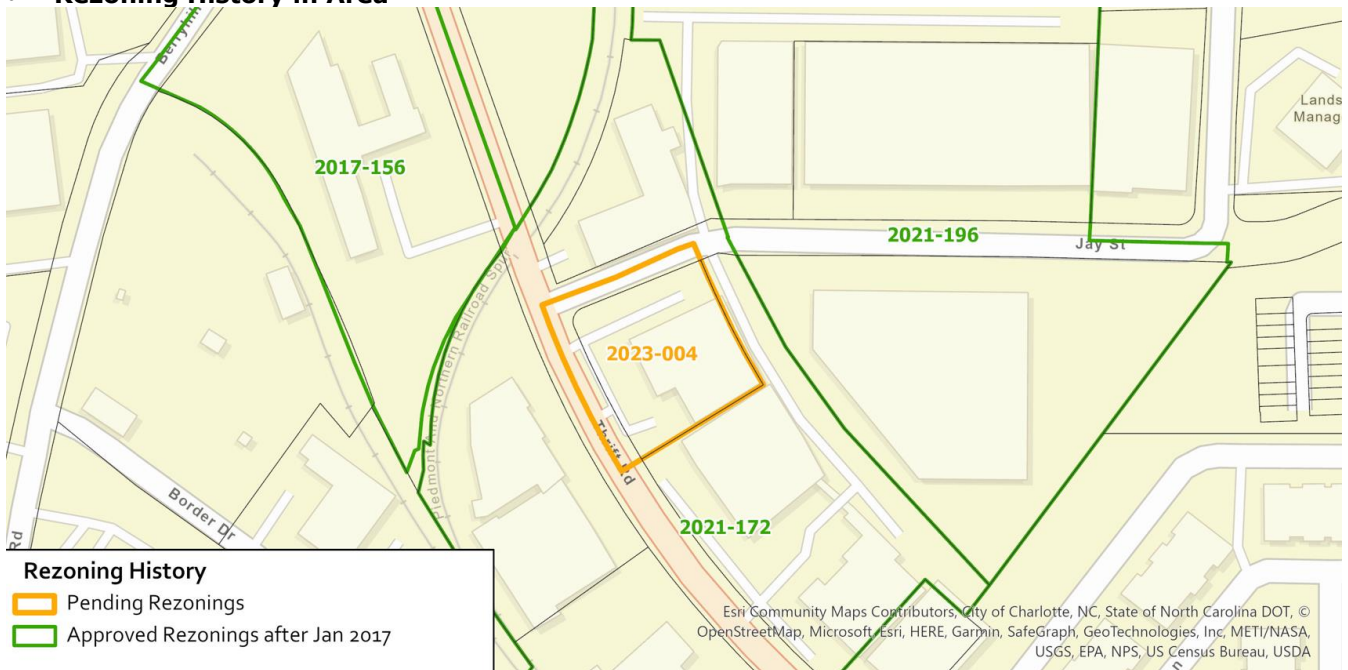 Rezoning History in Area
Berryhill
2017-156
Lands
Manag
2021-196
Jay St
Piedmont And Northern Railroad Spur
2023-004
Thrift Rd
Border Dr
2021-172
Rd
Rezoning History
Pending Rezonings
Approved Rezonings after Jan 2017
Esri Community Maps Contributors, City of Charlotte, NC, State of North Carolina DOT, ©
OpenStreetMap, Microsoft, Esri, HERE, Garmin, SafeGraph, GeoTechnologies, Inc, METI/NASA,
USGS, EPA, NPS, US Census Bureau, USDA